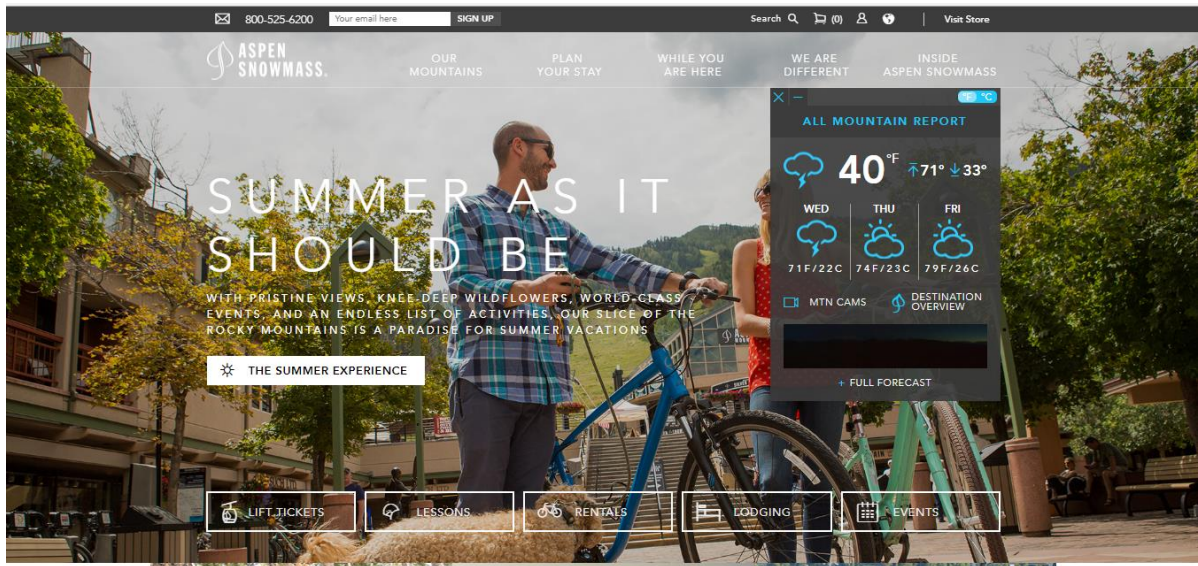 800-525-6200
Your email here
SIGN UP
Search
(0)
Visit Store
ASPEN
SNOWMASS.
OUR
MOUNTAINS
PLAN
YOUR STAY
WHILE YOU
ARE HERE
WE ARE
DIFFERENT
INSIDE
ASPEN SNOWMASS
°F °C
ALL MOUNTAIN REPORT
40°F
71° 33°
WED THU FRI
71F/22C 74F/23C 79F/26C
MTN CAMS
DESTINATION
OVERVIEW
+ FULL FORECAST
SUMMER AS IT
SHOULD BE
WITH PRISTINE VIEWS, KNEE-DEEP WILDFLOWERS, WORLD-CLASS
EVENTS, AND AN ENDLESS LIST OF ACTIVITIES, OUR SLICE OF THE
ROCKY MOUNTAINS IS A PARADISE FOR SUMMER VACATIONS
THE SUMMER EXPERIENCE
LIFT TICKETS
LESSONS
RENTALS
LODGING
EVENTS